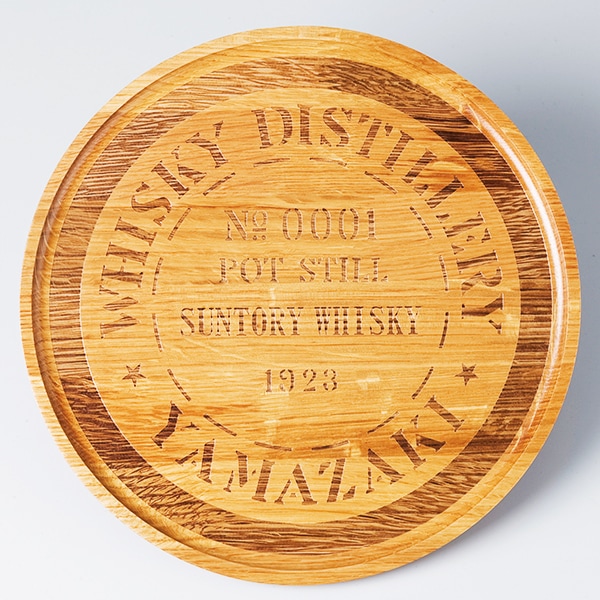 WHISKY DISTILLERY
Nº 0001
POT STILL
SUNTORY WHISKY
1923
YAMAZAKI